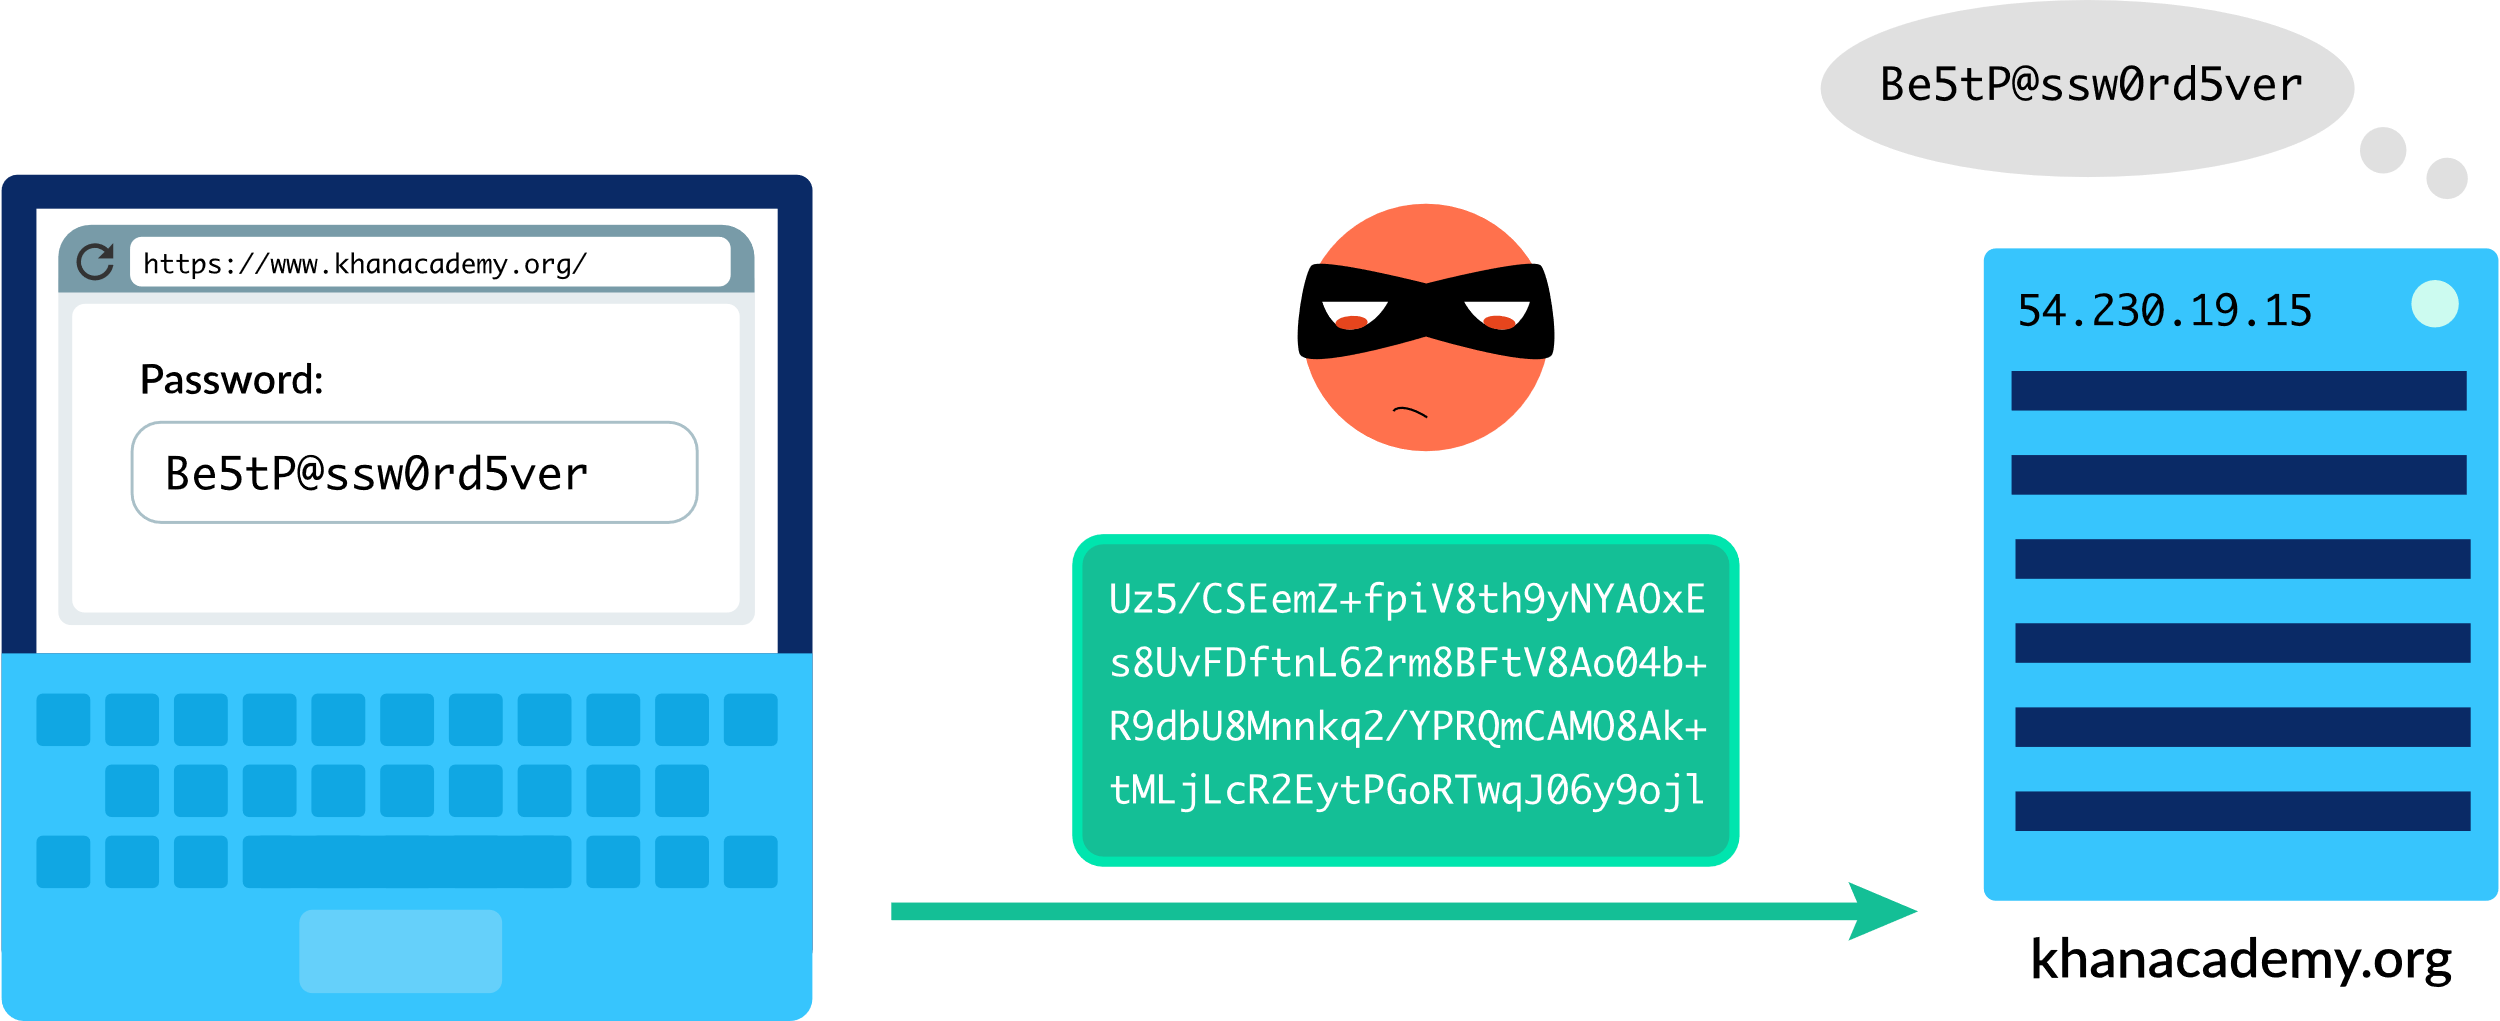 Be5tP@ssw0rd5ver
https://www.khanacademy.org/
Password:
Be5tP@ssw0rd5ver
54.230.19.15
Uz5/CSEemZ+fpiV8th9yNYAOxE
s8UvFDftnL62rm8BFtV8Ao04b+
R9dbU8Mnnkq2/YPRQmCAM08Ak+
tMLjLcR2EytPGoRTwqJ06y9ojl
khanacademy.org